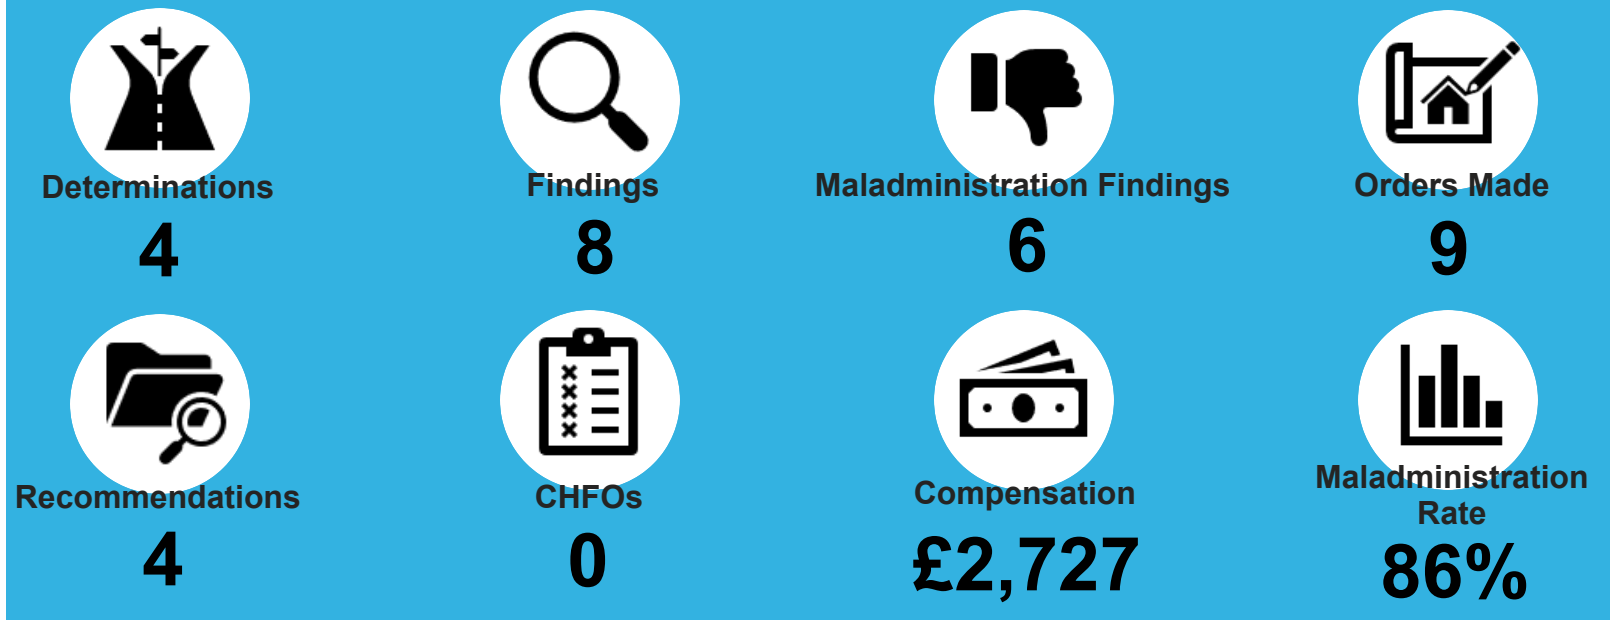 Determinations
4
Findings
8
Maladministration Findings
6
Orders Made
9
Recommendations
4
CHFOs
0
Compensation
£2,727
Maladministration
Rate
86%